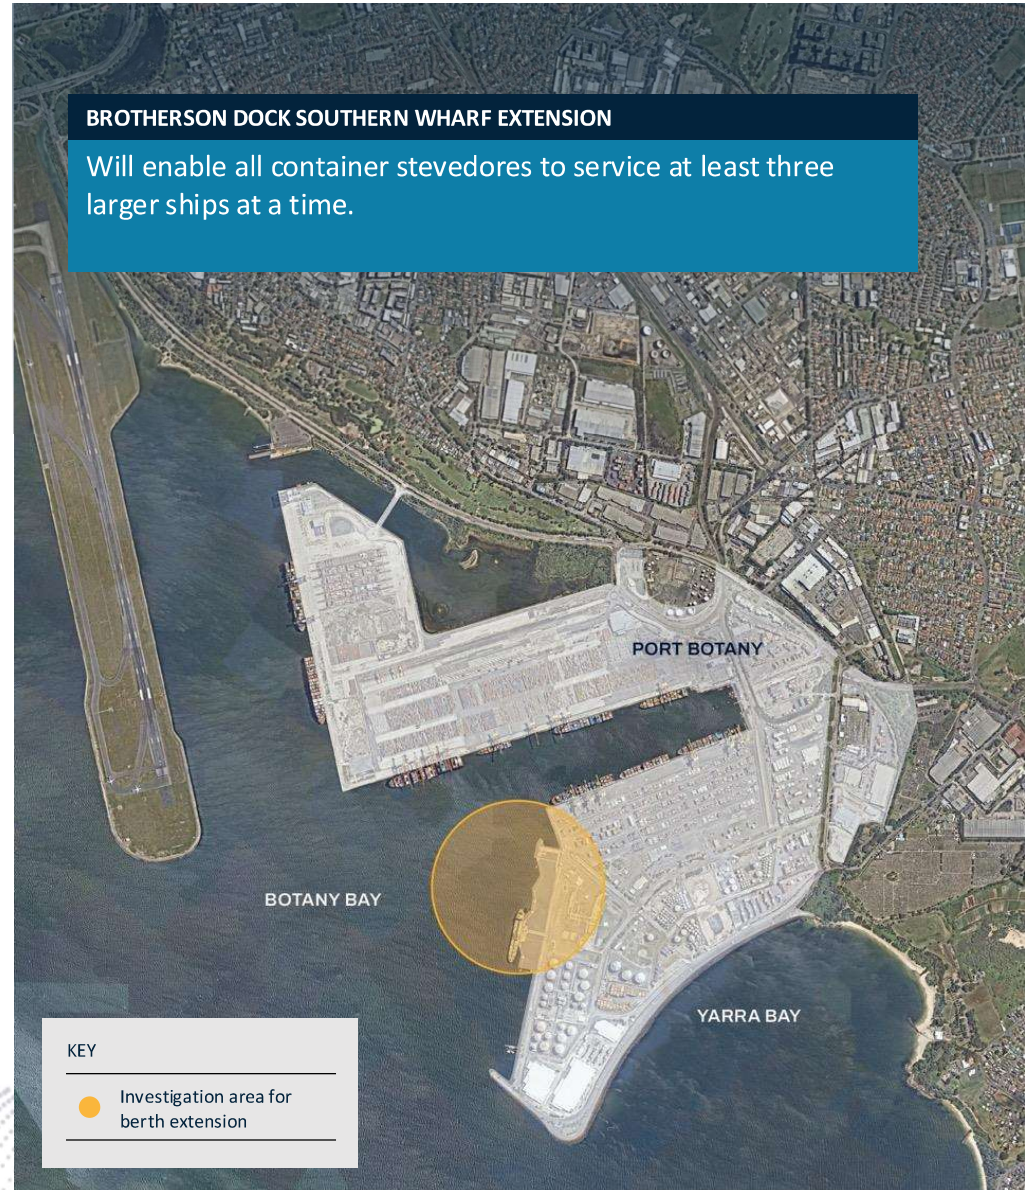 BROTHERSON DOCK SOUTHERN WHARF EXTENSION
Will enable all container stevedores to service at least three
larger ships at a time.
PORT BOTANY
BOTANY BAY
YARRA BAY
KEY
Investigation area for
berth extension